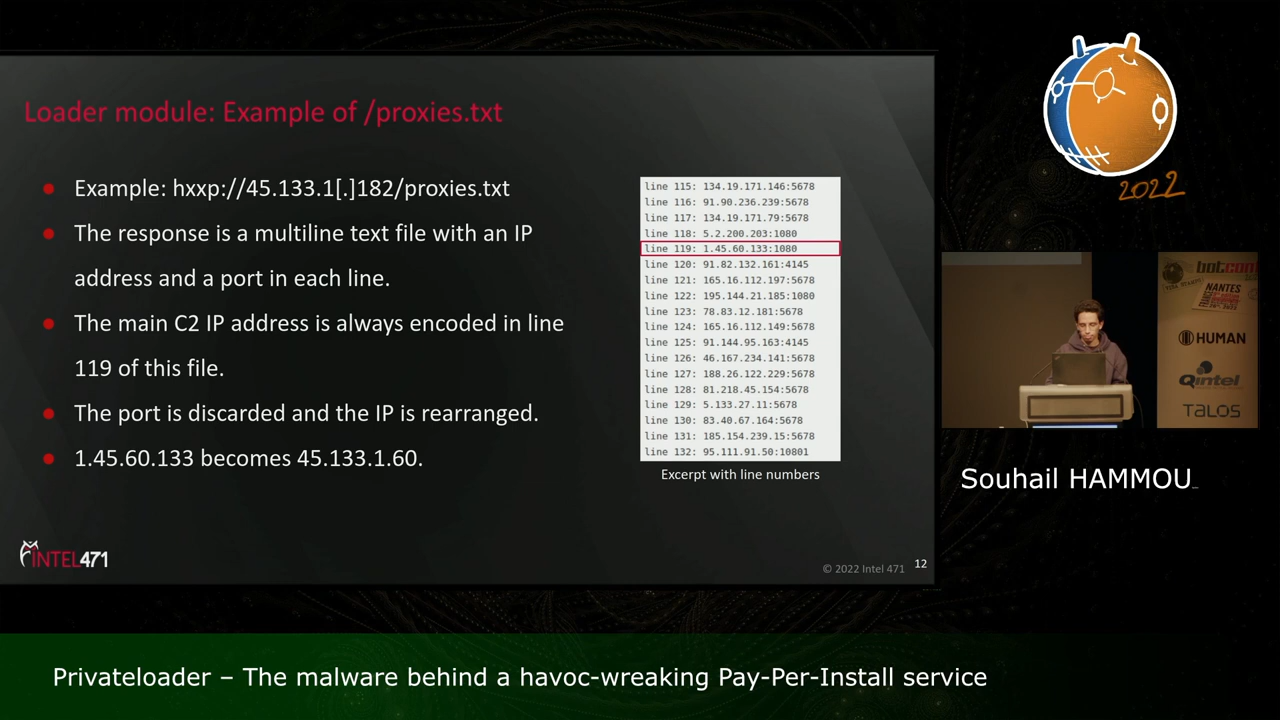 Loader module: Example of /proxies.txt
Example: hxxp://45.133.1[.]182/proxies.txt
The response is a multiline text file with an IP
address and a port in each line.
The main C2 IP address is always encoded in line
119 of this file.
The port is discarded and the IP is rearranged.
1.45.60.133 becomes 45.133.1.60.
line 115: 134.19.171.146:5678
line 116: 91.90.236.239:5678
line 117: 134.19.171.79:5678
line 118: 5.2.200.203:1080
line 119: 1.45.60.133:1080
line 120: 91.82.132.161:4145
line 121: 165.16.112.197:5678
line 122: 195.144.21.185:1080
line 123: 78.83.12.181:5678
line 124: 165.16.112.149:5678
line 125: 91.144.95.163:4145
line 126: 46.167.234.141:5678
line 127: 188.26.122.229:5678
line 128: 81.218.45.154:5678
line 129: 5.133.27.11:5678
line 130: 83.40.67.164:5678
line 131: 185.154.239.15:5678
line 132: 95.111.91.50:10801
Excerpt with line numbers
INTEL471
© 2022 Intel 471
12
2022
botcon
NANTES
HUMAN
Qintel
TALOS
Souhail HAMMOU_
Privateloader – The malware behind a havoc-wreaking Pay-Per-Install service